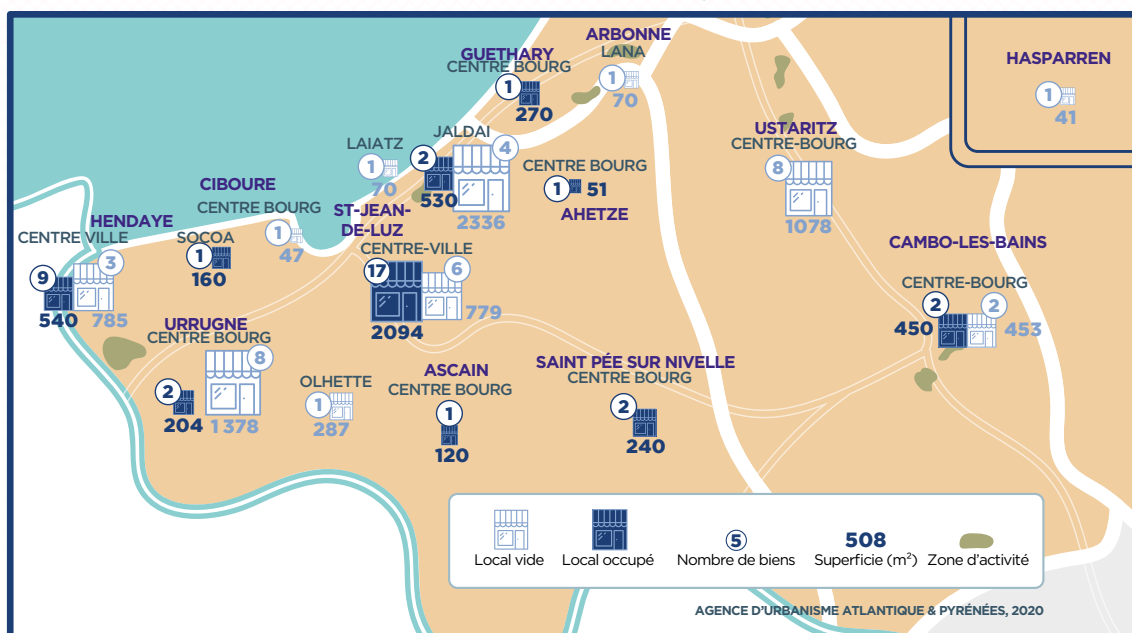 ARBONNE
LANA
1
70
GUETHARY
CENTRE BOURG
1
270
HASPARREN
1
41
LAIATZ
1
70
JALDAI
2
530
4
2336
CENTRE BOURG
1
51
AHETZE
USTARITZ
CENTRE-BOURG
8
1078
CIBOURE
CENTRE BOURG
1
47
SOCOA
1
160
HENDAYE
CENTRE VILLE
9
540
3
785
ST-JEAN-
DE-LUZ
CENTRE-VILLE
17
2094
6
779
CAMBO-LES-BAINS
CENTRE-BOURG
2
450
2
453
URRUGNE
CENTRE BOURG
2
204
8
1 378
OLHETTE
1
287
ASCAIN
CENTRE BOURG
1
120
SAINT PÉE SUR NIVELLE
CENTRE BOURG
2
240
Local vide
Local occupé
5
Nombre de biens
508
Superficie (m²)
Zone d'activité
AGENCE D'URBANISME ATLANTIQUE & PYRÉNÉES, 2020